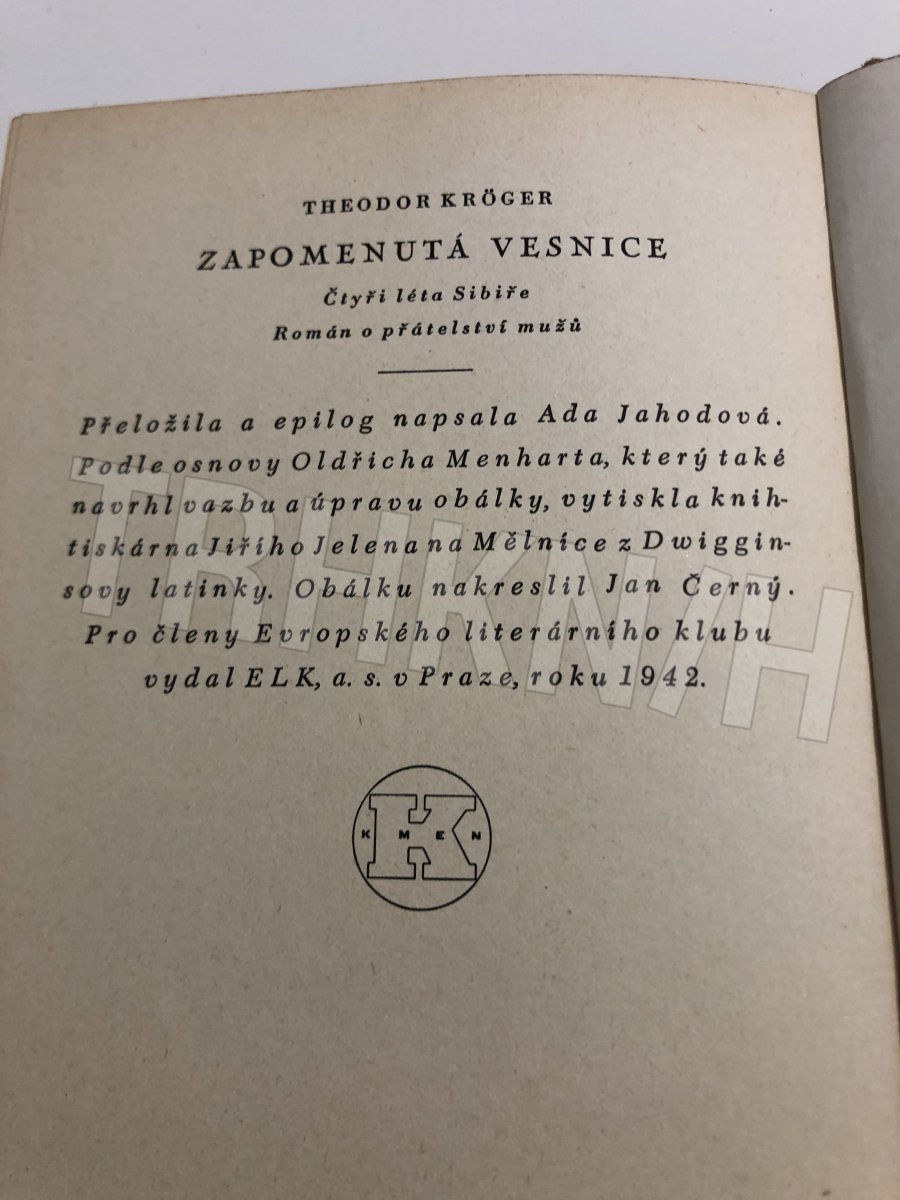 THEODOR KRÖGER
ZAPOMENUTÁ VESNICE
Čtyři léta Sibiře
Román o přátelství mužů
Přeložila a epilog napsala Ada Jahodová.
Podle osnovy Oldřicha Menharta, který také
navrhl vazbu a úpravu obálky, vytiskla knih-
tiskárna Jiřího Jelena na Mělníce z Dwiggin-
sovy latinky. Obálku nakreslil Jan Černý.
Pro členy Evropského literárního klubu
vydal ELK, a. s. v Praze, roku 1942.
K M E N
TRHKNIH